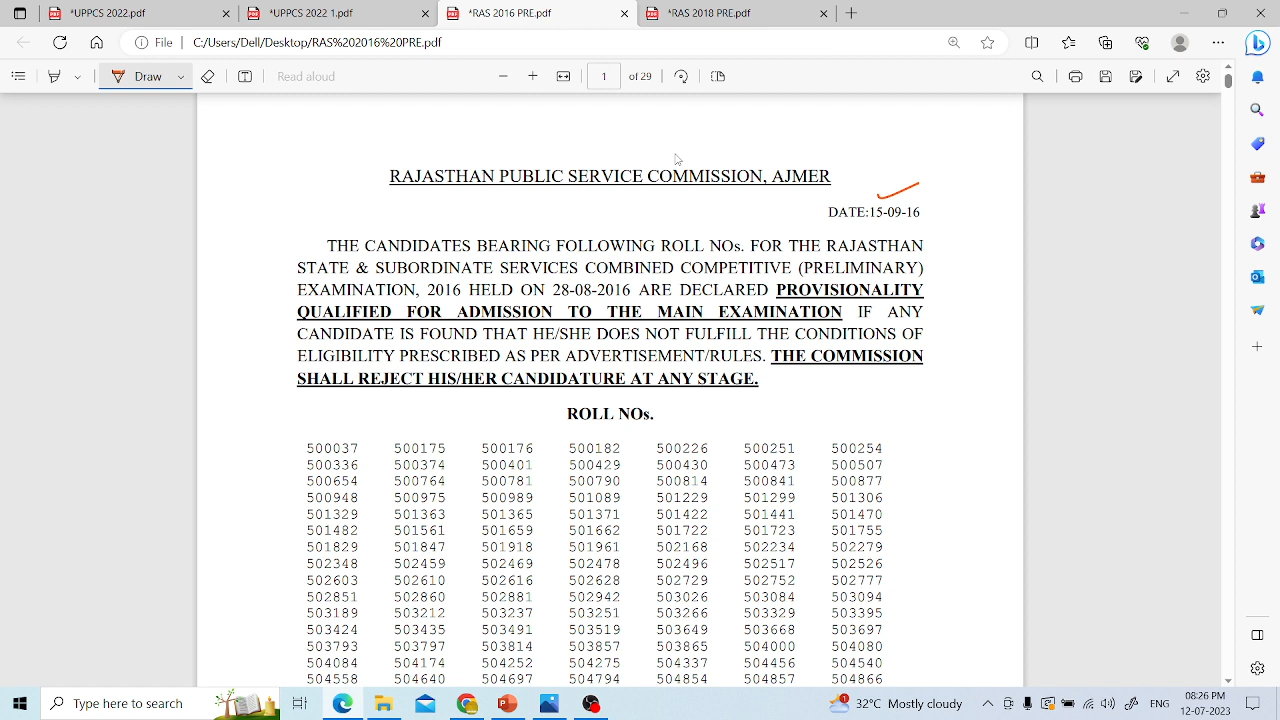 *UPPCS 2022.pdf
*UPPCS 2022 1.pdf
*RAS 2016 PRE.pdf
*RAS 2018 PRE.pdf
File | C:/Users/Dell/Desktop/RAS%202016%20PRE.pdf
Draw
Read aloud
1 of 29
RAJASTHAN PUBLIC SERVICE COMMISSION, AJMER
DATE:15-09-16
THE CANDIDATES BEARING FOLLOWING ROLL NOs. FOR THE RAJASTHAN
STATE & SUBORDINATE SERVICES COMBINED COMPETITIVE (PRELIMINARY)
EXAMINATION, 2016 HELD ON 28-08-2016 ARE DECLARED PROVISIONALITY
QUALIFIED FOR ADMISSION TO THE MAIN EXAMINATION IF ANY
CANDIDATE IS FOUND THAT HE/SHE DOES NOT FULFILL THE CONDITIONS OF
ELIGIBILITY PRESCRIBED AS PER ADVERTISEMENT/RULES. THE COMMISSION
SHALL REJECT HIS/HER CANDIDATURE AT ANY STAGE.
ROLL NOs.
500037 500175 500176 500182 500226 500251 500254
500336 500374 500401 500429 500430 500473 500507
500654 500764 500781 500790 500814 500841 500877
500948 500975 500989 501089 501229 501299 501306
501329 501363 501365 501371 501422 501441 501470
501482 501561 501659 501662 501722 501723 501755
501829 501847 501918 501961 502168 502234 502279
502348 502459 502469 502478 502496 502517 502526
502603 502610 502616 502628 502729 502752 502777
502851 502860 502881 502942 503026 503084 503094
503189 503212 503237 503251 503266 503329 503395
503424 503435 503491 503519 503649 503668 503697
503793 503797 503814 503857 503865 504000 504080
504084 504174 504252 504275 504337 504456 504540
504558 504640 504697 504794 504854 504857 504866
Type here to search
1
32°C Mostly cloudy
ENG
08:26 PM
12-07-2023